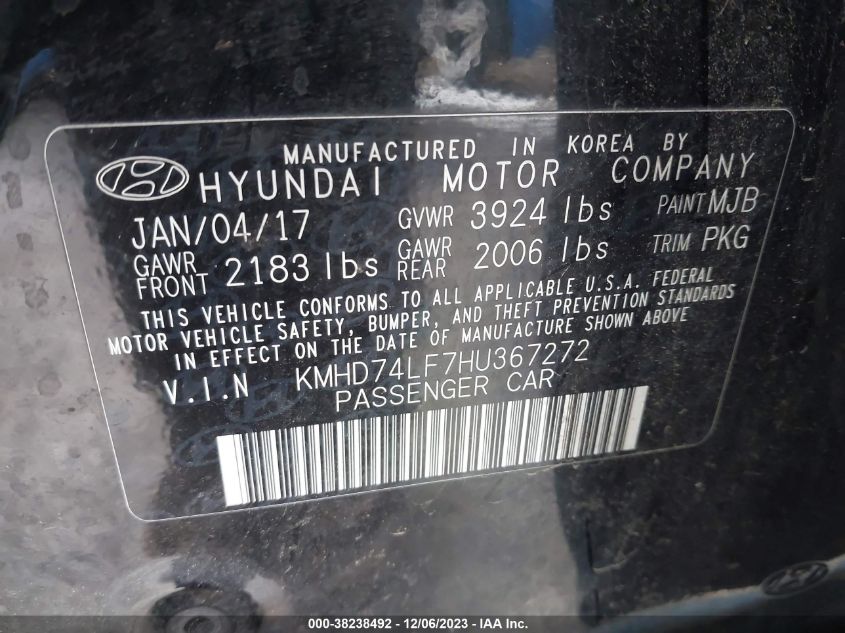 MANUFACTURED IN KOREA BY
HYUNDAI MOTOR COMPANY
JAN/04/17 GVWR 3924 lbs PAINT MJB
GAWR FRONT 2183 lbs GAWR REAR 2006 lbs TRIM PKG
THIS VEHICLE CONFORMS TO ALL APPLICABLE U.S.A. FEDERAL
MOTOR VEHICLE SAFETY, BUMPER, AND THEFT PREVENTION STANDARDS
IN EFFECT ON THE DATE OF MANUFACTURE SHOWN ABOVE
V.I.N KMHD74LF7HU367272
PASSENGER CAR
000-38238492 - 12/06/2023 - IAA Inc.